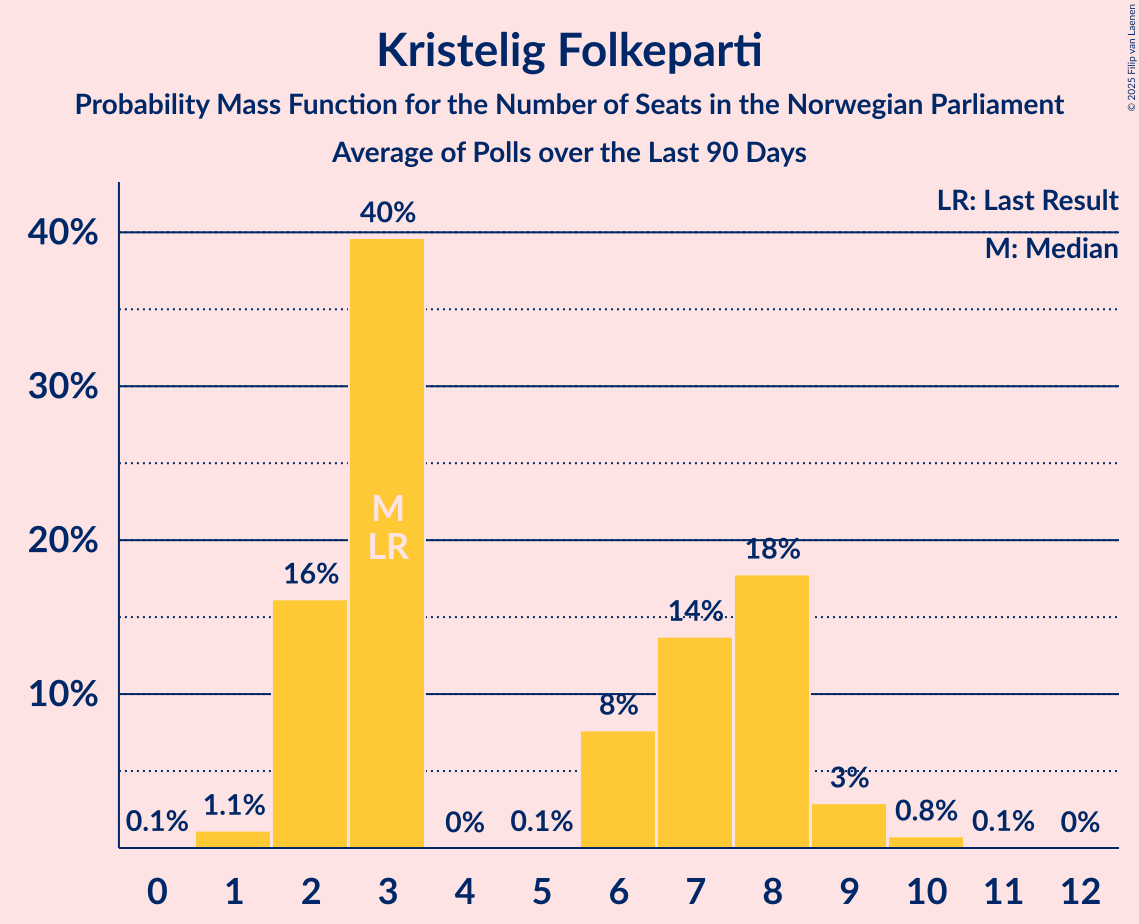 Kristelig Folkeparti
Probability Mass Function for the Number of Seats in the Norwegian Parliament
Average of Polls over the Last 90 Days
© 2025 Filip van Laenen
LR: Last Result
M: Median
40%
30%
20%
10%
0.1%
1.1%
16%
40%
M
LR
0%
0.1%
8%
14%
18%
3%
0.8%
0.1%
0%
0 1 2 3 4 5 6 7 8 9 10 11 12